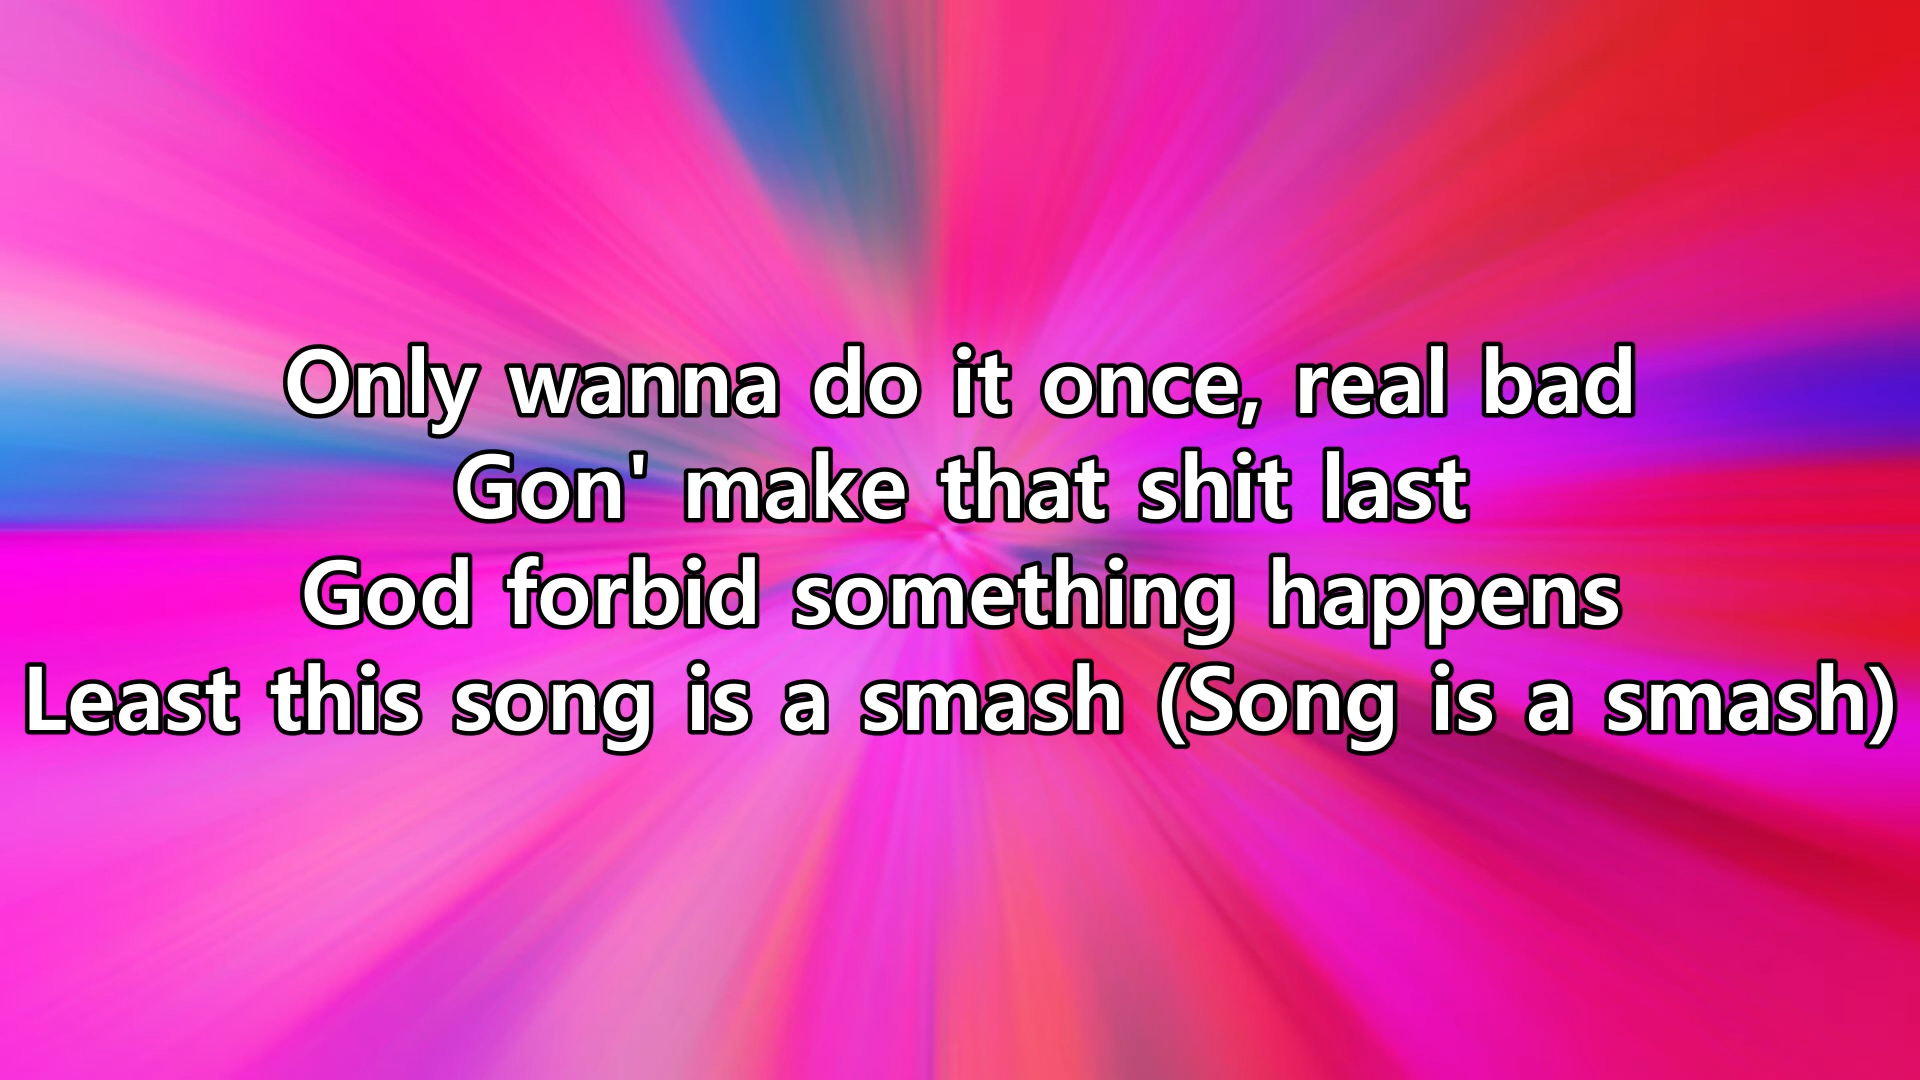 Only wanna do it once, real bad
Gon' make that shit last
God forbid something happens
Least this song is a smash (Song is a smash)